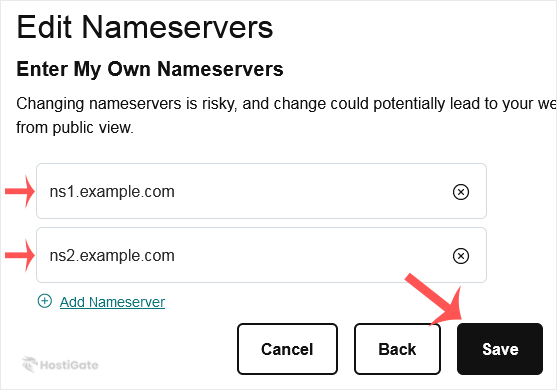 Edit Nameservers
Enter My Own Nameservers
Changing nameservers is risky, and change could potentially lead to your we
from public view.
ns1.example.com
ns2.example.com
Add Nameserver
Cancel
Back
Save
HostiGate